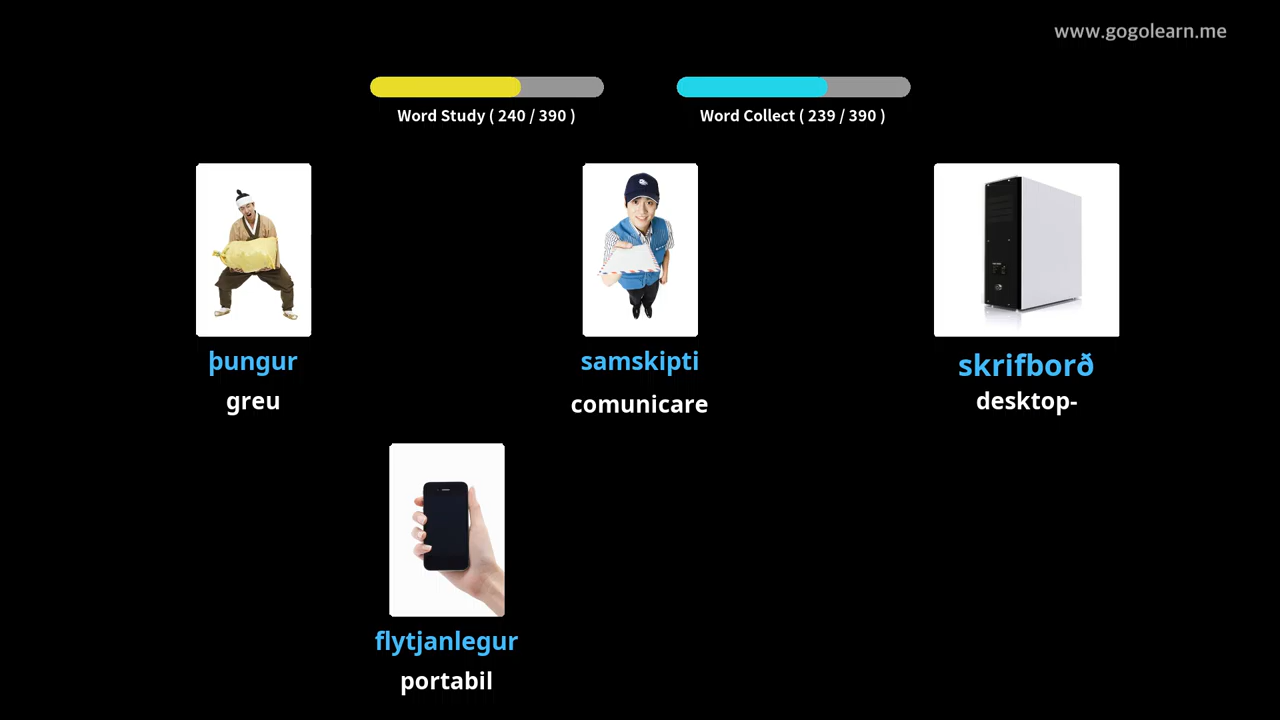 www.gogolearn.me
Word Study ( 240 / 390 )
Word Collect ( 239 / 390 )
þungur
samskipti
skrifborð
greu
comunicare
desktop-
flytjanlegur
portabil